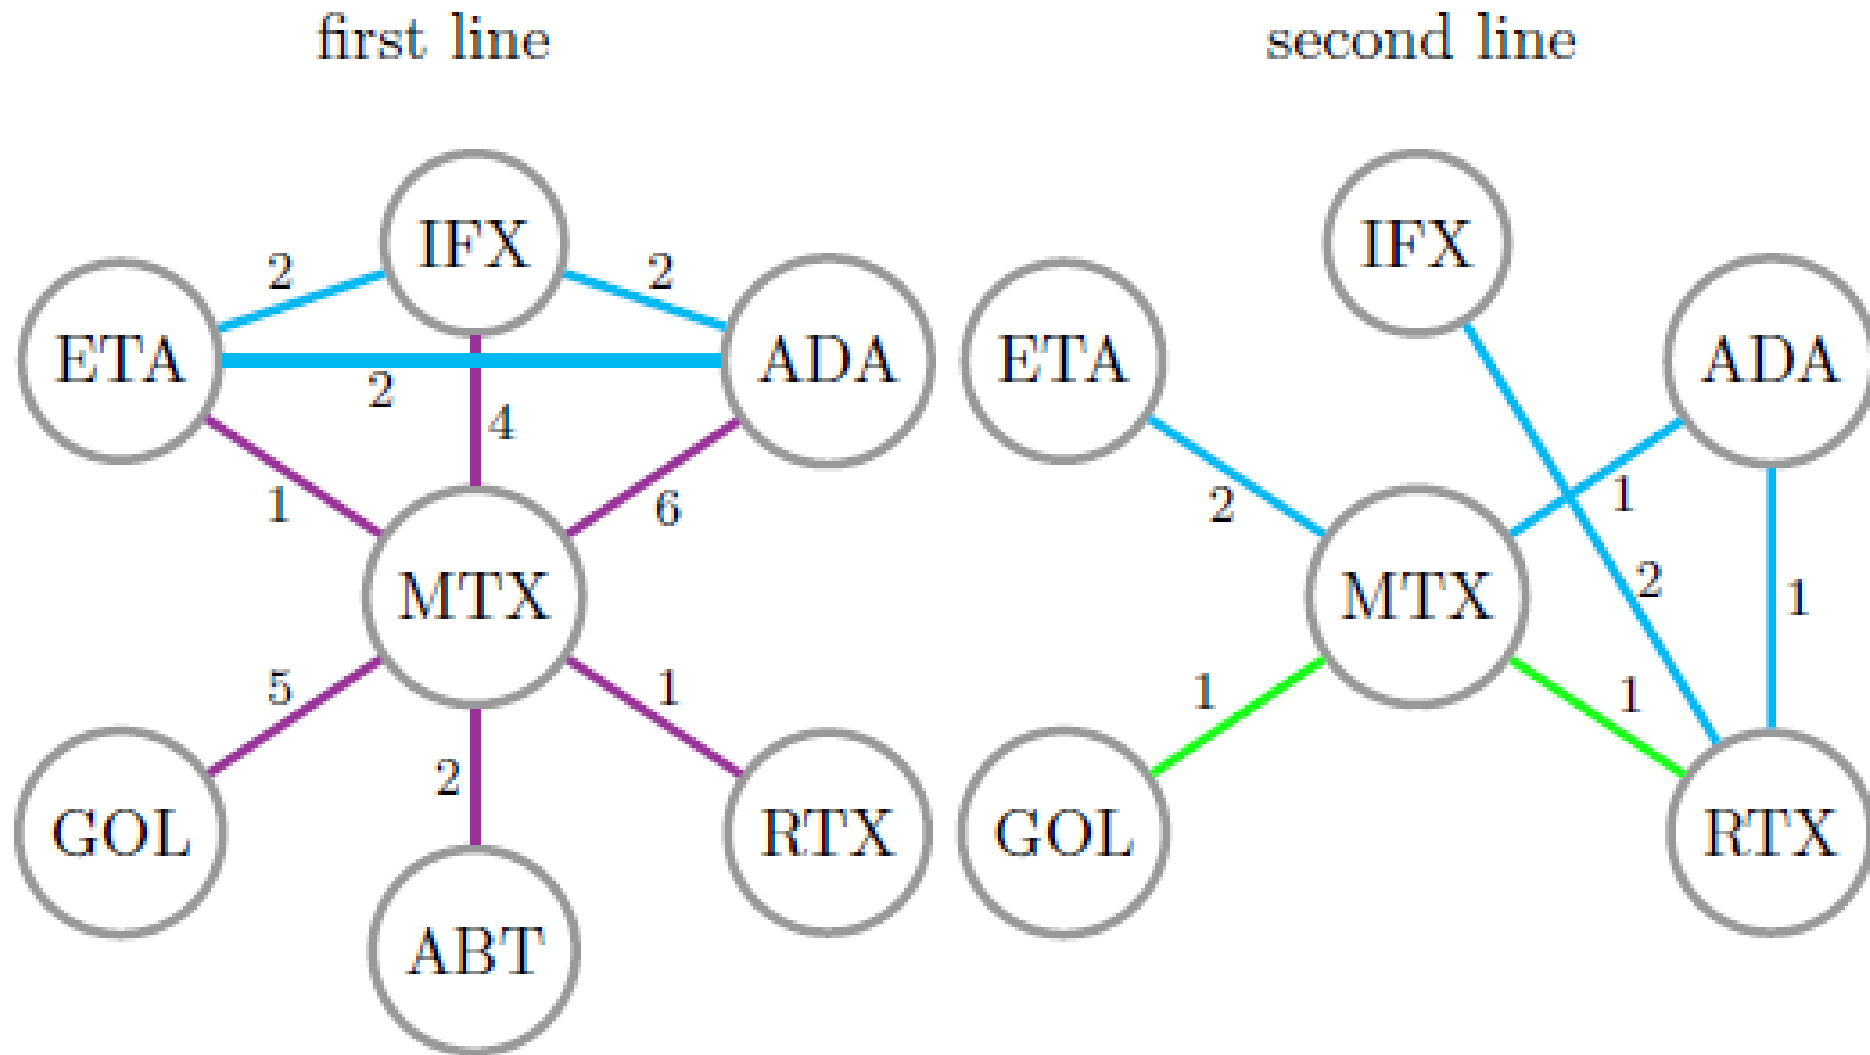 first line
second line
IFX
IFX
2
2
ETA
ADA
ETA
ADA
2
4
1
6
2
1
MTX
MTX
2
1
5
1
1
1
GOL
2
RTX
GOL
RTX
ABT